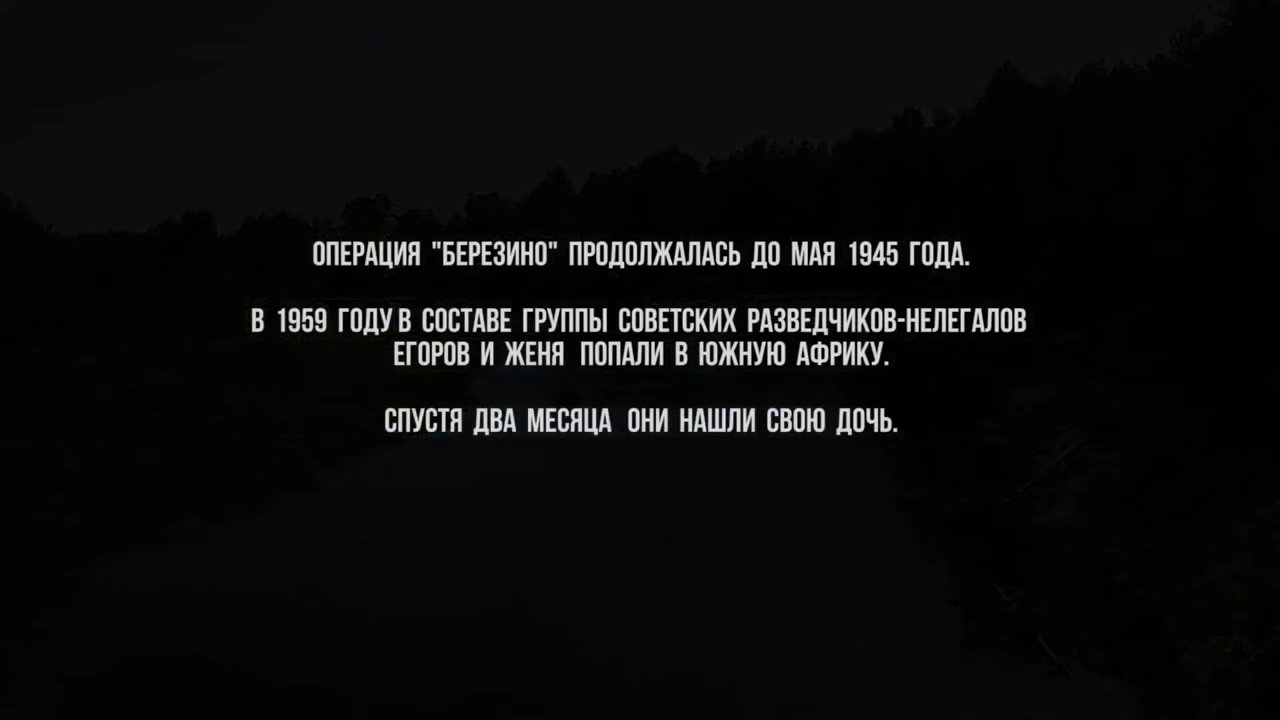 ОПЕРАЦИЯ "БЕРЕЗИНО" ПРОДОЛЖАЛАСЬ ДО МАЯ 1945 ГОДА.
В 1959 ГОДУ В СОСТАВЕ ГРУППЫ СОВЕТСКИХ РАЗВЕДЧИКОВ-НЕЛЕГАЛОВ
ЕГОРОВ И ЖЕНЯ ПОПАЛИ В ЮЖНУЮ АФРИКУ.
СПУСТЯ ДВА МЕСЯЦА ОНИ НАШЛИ СВОЮ ДОЧЬ.